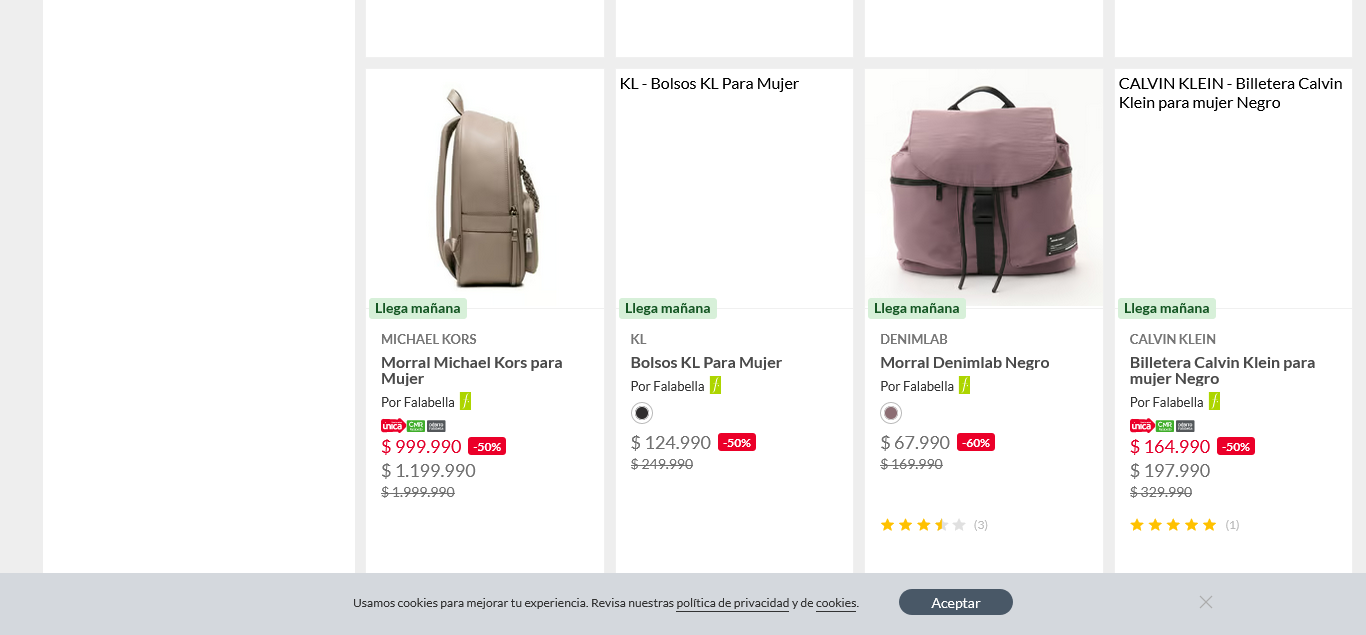 KL - Bolsos KL Para Mujer
CALVIN KLEIN - Billetera Calvin
Klein para mujer Negro
Llega mañana
MICHAEL KORS
Morral Michael Kors para
Mujer
Por Falabella
única
CMR
$ 999.990 -50%
$ 1.199.990
$ 1.999.990
Llega mañana
KL
Bolsos KL Para Mujer
Por Falabella
$ 124.990 -50%
$ 249.990
Llega mañana
DENIMLAB
Morral Denimlab Negro
Por Falabella
$ 67.990 -60%
$ 169.990
(3)
Llega mañana
CALVIN KLEIN
Billetera Calvin Klein para
mujer Negro
Por Falabella
única
CMR
$ 164.990 -50%
$ 197.990
$ 329.990
(1)
Usamos cookies para mejorar tu experiencia. Revisa nuestras política de privacidad y de cookies.
Aceptar